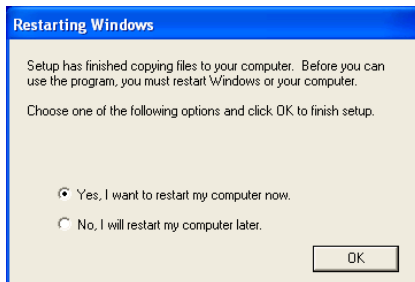 Restarting Windows
Setup has finished copying files to your computer. Before you can
use the program, you must restart Windows or your computer.
Choose one of the following options and click OK to finish setup.
Yes, I want to restart my computer now.
No, I will restart my computer later.
OK